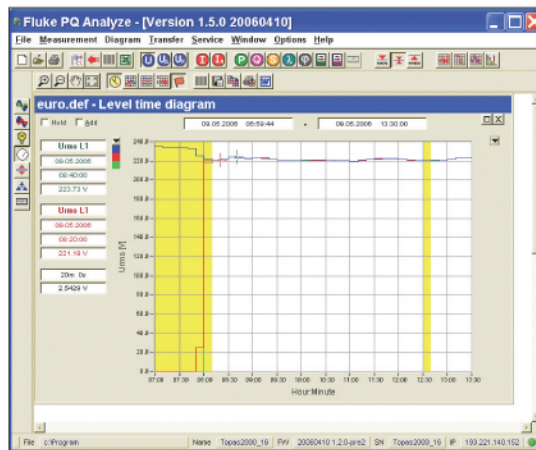 Fluke PQ Analyze - [Version 1.5.0 20060410]
File Measurement Diagram Transfer Service Window Options Help
euro.def - Level time diagram
Hold Add
09.05.2006 06:59:44 - 09.05.2006 13:30:00
Urms L1
09.05.2006
08:40:00
223.73 V
Urms L1
09.05.2006
08:20:00
221.19 V
20m 0s
2.5429 V
Urms [V]
240.0
220.0
200.0
180.0
160.0
140.0
120.0
100.0
80.0
60.0
40.0
20.0
0.0
07:00 07:30 08:00 08:30 09:00 09:30 10:00 10:30 11:00 11:30 12:00 12:30 13:00 13:30
Hour:Minute
File c:\Program Name Topas2000_16 FW 20060410 1.2.0-pre2 SN Topas2000_16 IP 193.221.140.152